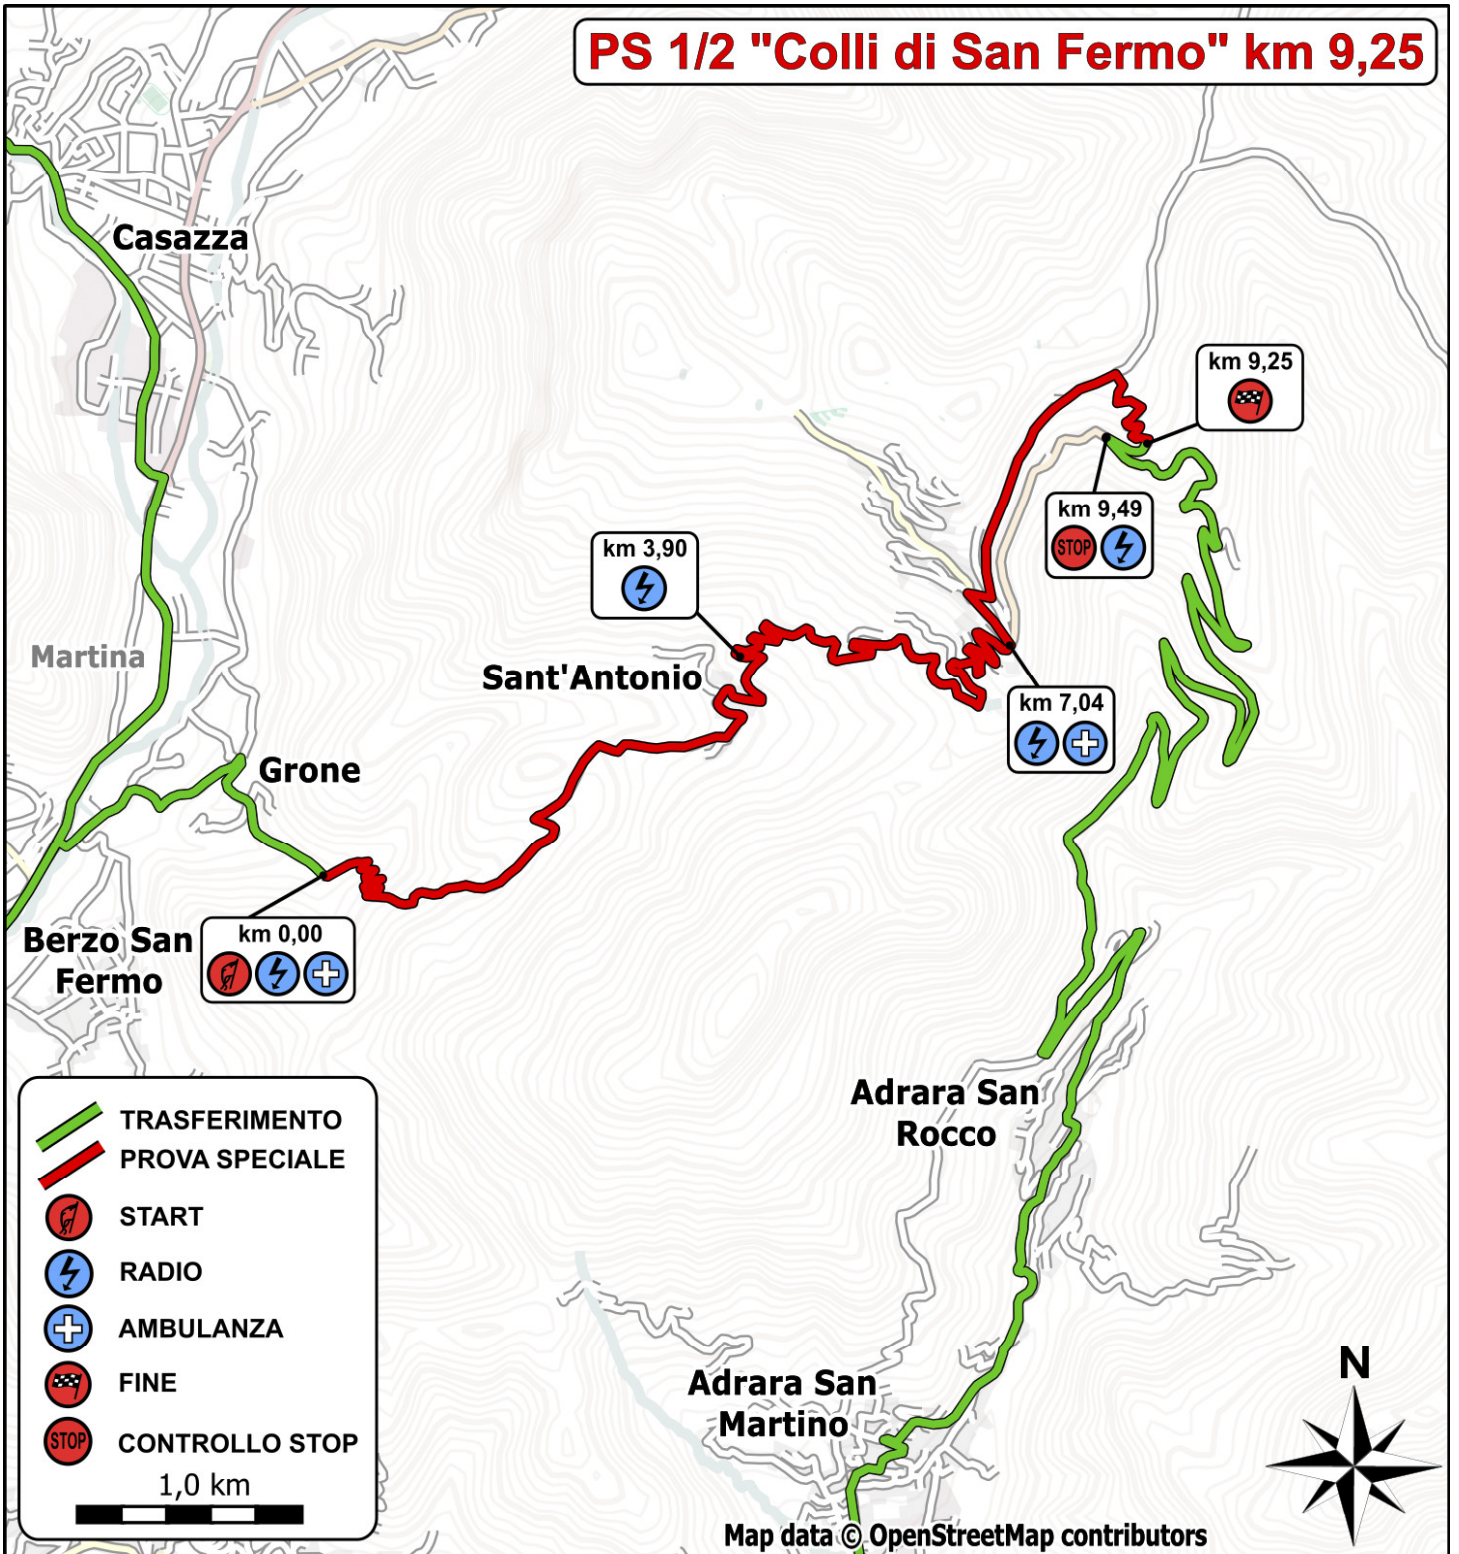 PS 1/2 "Colli di San Fermo" km 9,25
Casazza
km 9,25
km 9,49
STOP
km 3,90
Martina
Sant'Antonio
km 7,04
Grone
km 0,00
Berzo San
Fermo
Adrara San
Rocco
TRASFERIMENTO
PROVA SPECIALE
START
RADIO
AMBULANZA
FINE
STOP
CONTROLLO STOP
1,0 km
Adrara San
Martino
N
Map data © OpenStreetMap contributors